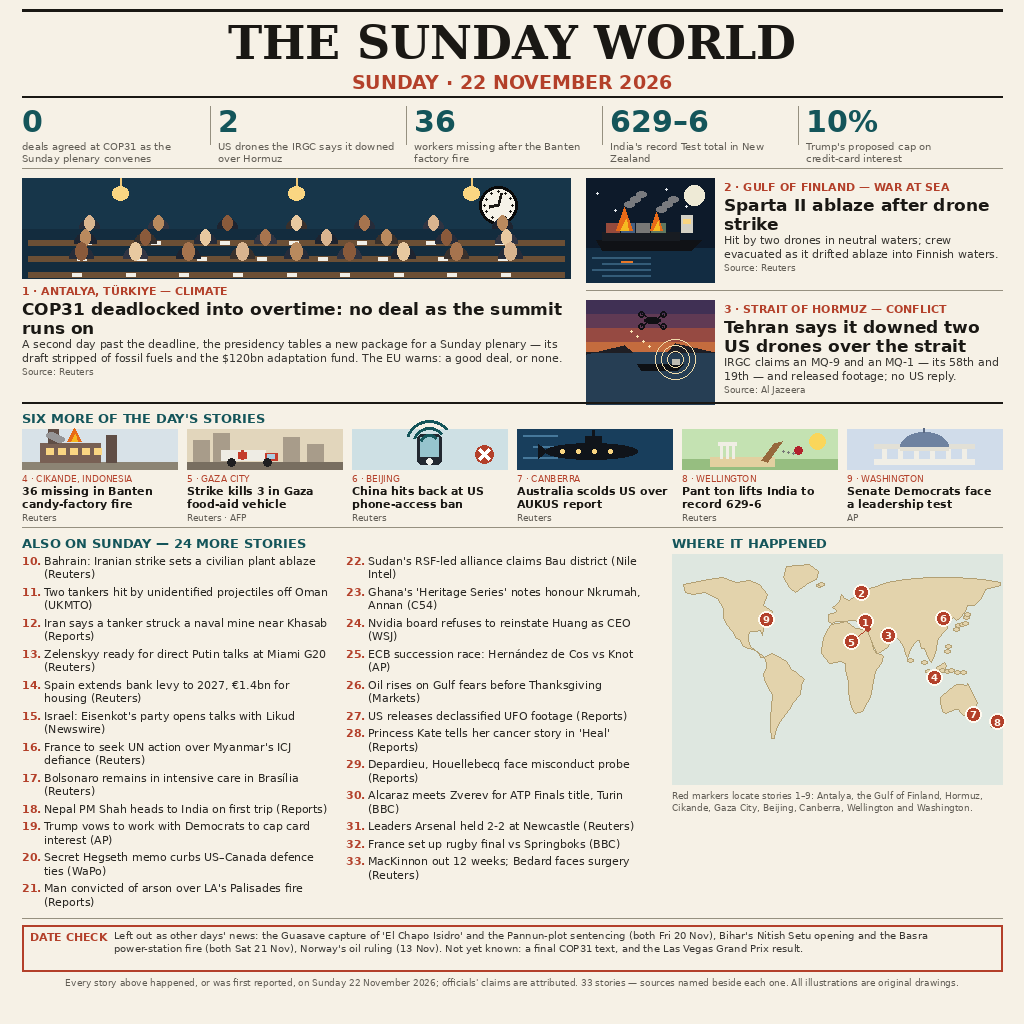 THE SUNDAY WORLD
SUNDAY · 22 NOVEMBER 2026
0
deals agreed at COP31 as the
Sunday plenary convenes
2
US drones the IRGC says it downed
over Hormuz
36
workers missing after the Banten
factory fire
629–6
India's record Test total in New
Zealand
10%
Trump's proposed cap on
credit-card interest
1 · ANTALYA, TÜRKIYE — CLIMATE
COP31 deadlocked into overtime: no deal as the summit
runs on
A second day past the deadline, the presidency tables a new package for a Sunday plenary — its
draft stripped of fossil fuels and the $120bn adaptation fund. The EU warns: a good deal, or none.
Source: Reuters
2 · GULF OF FINLAND — WAR AT SEA
Sparta II ablaze after drone
strike
Hit by two drones in neutral waters; crew
evacuated as it drifted ablaze into Finnish waters.
Source: Reuters
3 · STRAIT OF HORMUZ — CONFLICT
Tehran says it downed two
US drones over the strait
IRGC claims an MQ-9 and an MQ-1 — its 58th and
19th — and released footage; no US reply.
Source: Al Jazeera
SIX MORE OF THE DAY'S STORIES
4 · CIKANDE, INDONESIA
36 missing in Banten
candy-factory fire
Reuters
5 · GAZA CITY
Strike kills 3 in Gaza
food-aid vehicle
Reuters · AFP
6 · BEIJING
China hits back at US
phone-access ban
Reuters
7 · CANBERRA
Australia scolds US over
AUKUS report
Reuters
8 · WELLINGTON
Pant ton lifts India to
record 629-6
Reuters
9 · WASHINGTON
Senate Democrats face
a leadership test
AP
ALSO ON SUNDAY — 24 MORE STORIES
10. Bahrain: Iranian strike sets a civilian plant ablaze
(Reuters)
11. Two tankers hit by unidentified projectiles off Oman
(UKMTO)
12. Iran says a tanker struck a naval mine near Khasab
(Reports)
13. Zelenskyy ready for direct Putin talks at Miami G20
(Reuters)
14. Spain extends bank levy to 2027, €1.4bn for
housing (Reuters)
15. Israel: Eisenkot's party opens talks with Likud
(Newswire)
16. France to seek UN action over Myanmar's ICJ
defiance (Reuters)
17. Bolsonaro remains in intensive care in Brasília
(Reuters)
18. Nepal PM Shah heads to India on first trip (Reports)
19. Trump vows to work with Democrats to cap card
interest (AP)
20. Secret Hegseth memo curbs US–Canada defence
ties (WaPo)
21. Man convicted of arson over LA's Palisades fire
(Reports)
22. Sudan's RSF-led alliance claims Bau district (Nile
Intel)
23. Ghana's 'Heritage Series' notes honour Nkrumah,
Annan (C54)
24. Nvidia board refuses to reinstate Huang as CEO
(WSJ)
25. ECB succession race: Hernández de Cos vs Knot
(AP)
26. Oil rises on Gulf fears before Thanksgiving
(Markets)
27. US releases declassified UFO footage (Reports)
28. Princess Kate tells her cancer story in 'Heal'
(Reports)
29. Depardieu, Houellebecq face misconduct probe
(Reports)
30. Alcaraz meets Zverev for ATP Finals title, Turin
(BBC)
31. Leaders Arsenal held 2-2 at Newcastle (Reuters)
32. France set up rugby final vs Springboks (BBC)
33. MacKinnon out 12 weeks; Bedard faces surgery
(Reuters)
WHERE IT HAPPENED
2
9
1
6
5
3
4
7
8
Red markers locate stories 1–9: Antalya, the Gulf of Finland, Hormuz,
Cikande, Gaza City, Beijing, Canberra, Wellington and Washington.
DATE CHECK Left out as other days' news: the Guasave capture of 'El Chapo Isidro' and the Pannun-plot sentencing (both Fri 20 Nov), Bihar's Nitish Setu opening and the Basra
power-station fire (both Sat 21 Nov), Norway's oil ruling (13 Nov). Not yet known: a final COP31 text, and the Las Vegas Grand Prix result.
Every story above happened, or was first reported, on Sunday 22 November 2026; officials' claims are attributed. 33 stories — sources named beside each one. All illustrations are original drawings.